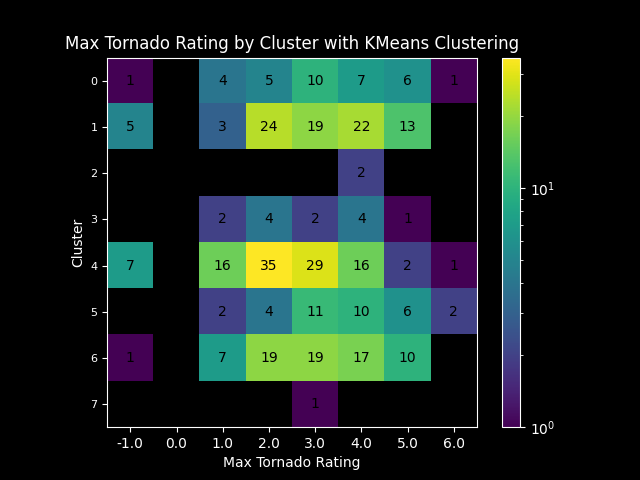 Max Tornado Rating by Cluster with KMeans Clustering
0 1 4 5 10 7 6 1
1 5 3 24 19 22 13
2 2
3 2 4 2 4 1
4 7 16 35 29 16 2 1
5 2 4 11 10 6 2
6 1 7 19 19 17 10
7 1
-1.0 0.0 1.0 2.0 3.0 4.0 5.0 6.0
Max Tornado Rating
Cluster
10¹
10⁰